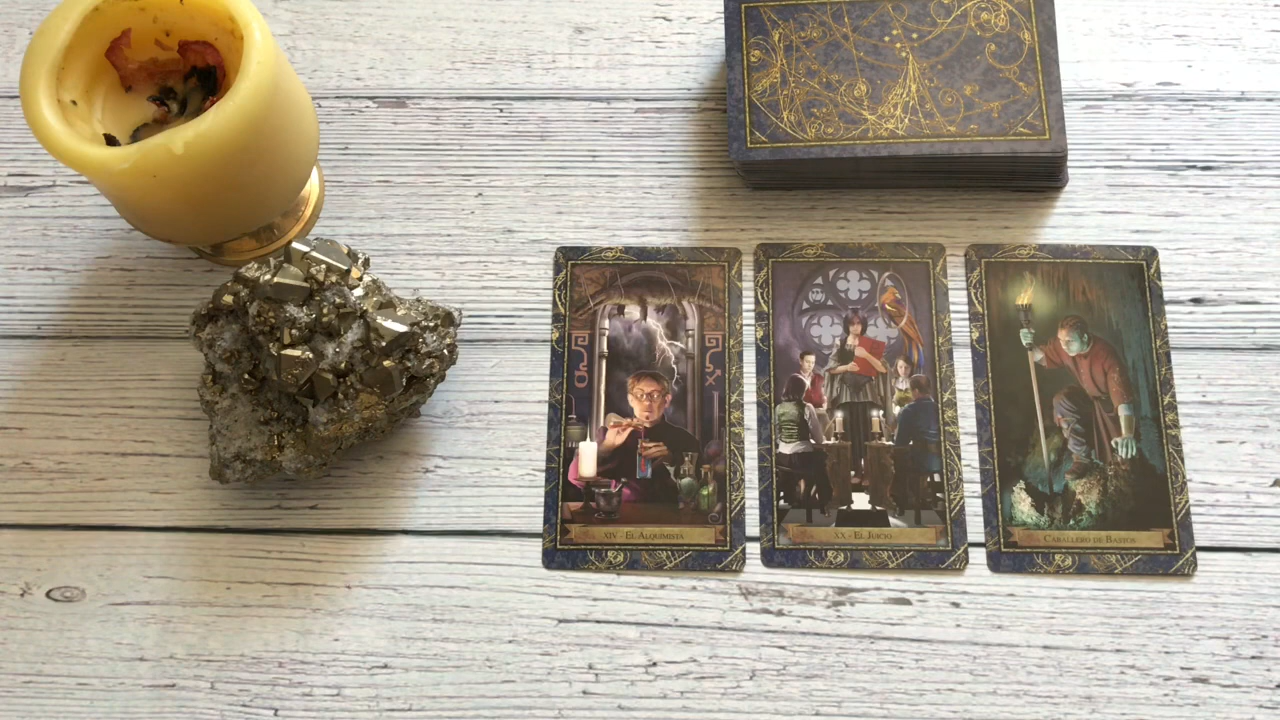 XIV - EL ALQUIMISTA
XX - EL JUICIO
CABALLERO DE BASTOS